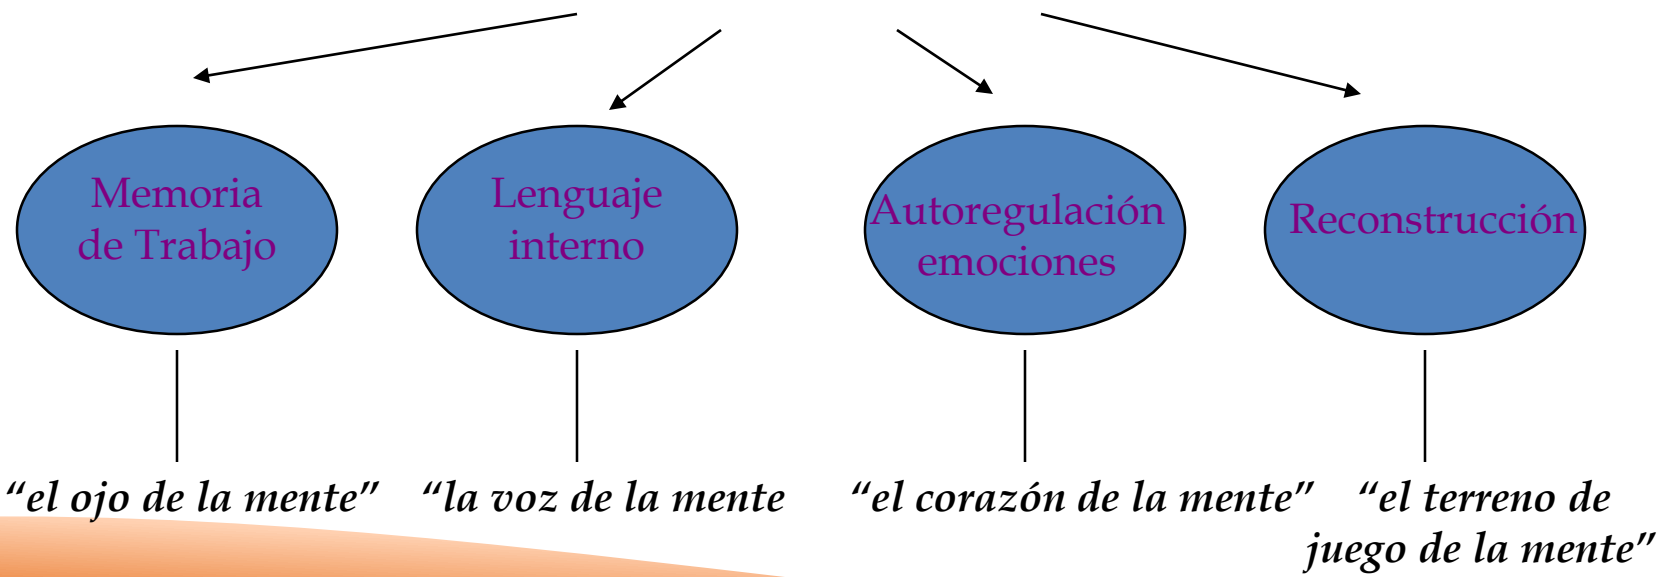 Memoria
de Trabajo
Lenguaje
interno
Autoregulación
emociones
Reconstrucción
“el ojo de la mente”
“la voz de la mente
“el corazón de la mente”
“el terreno de
juego de la mente”